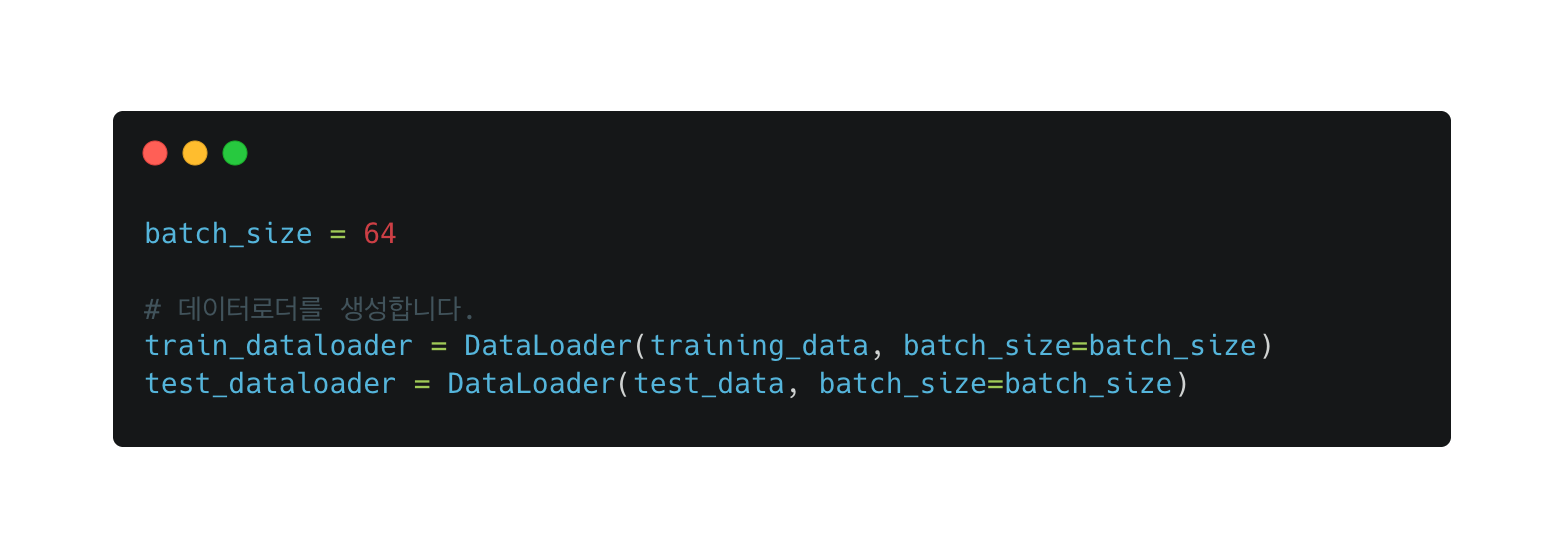 batch_size = 64
# 데이터로더를 생성합니다.
train_dataloader = DataLoader(training_data, batch_size=batch_size)
test_dataloader = DataLoader(test_data, batch_size=batch_size)